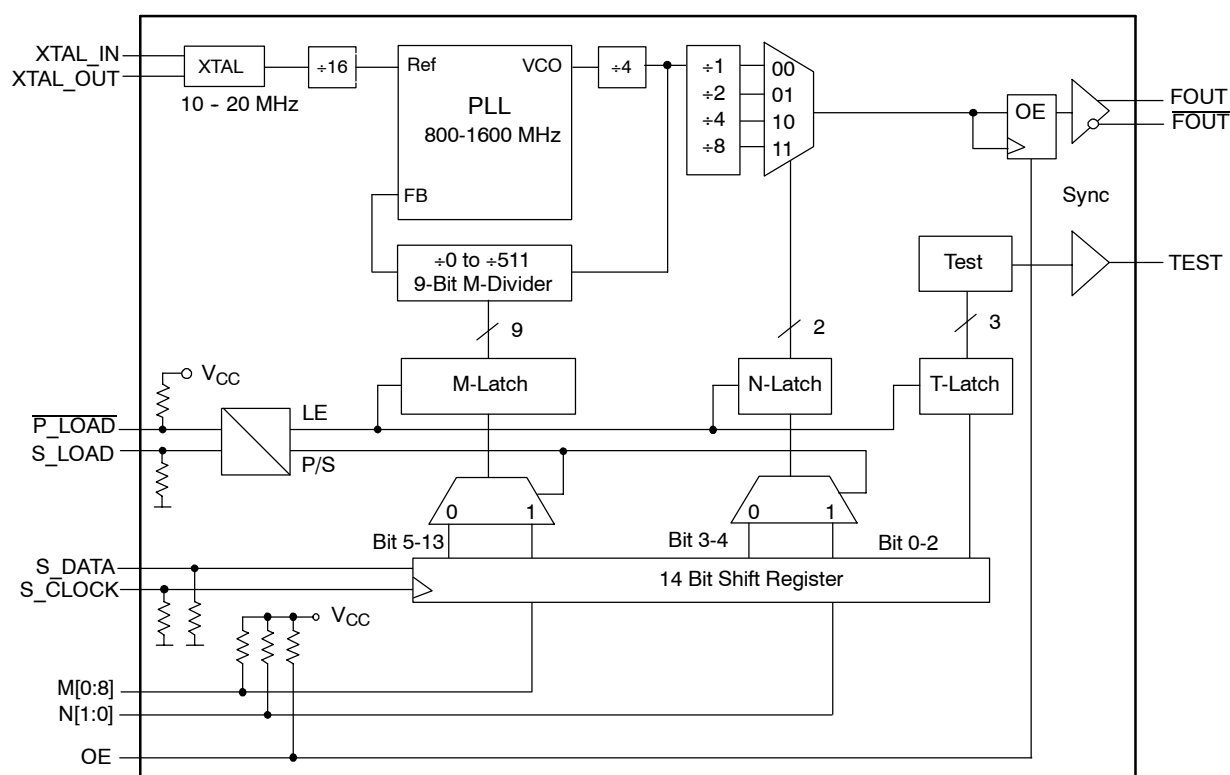 XTAL_IN
XTAL_OUT
XTAL
10 - 20 MHz
÷16
Ref
VCO
PLL
800-1600 MHz
FB
÷4
÷1
÷2
÷4
÷8
00
01
10
11
OE
FOUT
FOUT
Sync
÷0 to ÷511
9-Bit M-Divider
Test
TEST
9
2
3
VCC
M-Latch
N-Latch
T-Latch
P_LOAD
S_LOAD
LE
P/S
0 1
0 1
Bit 5-13
Bit 3-4
Bit 0-2
S_DATA
S_CLOCK
14 Bit Shift Register
VCC
M[0:8]
N[1:0]
OE